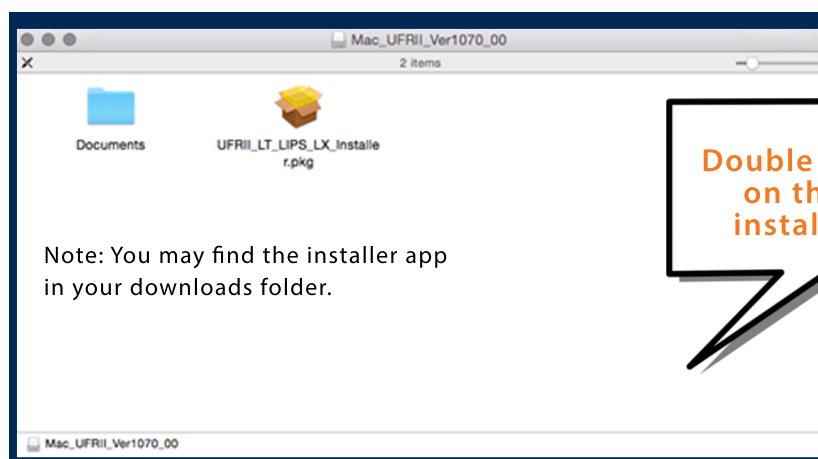 Mac_UFRII_Ver1070_00
2 items
Documents
UFRII_LT_LIPS_LX_Installe
r.pkg
Double
on th
instal
Note: You may find the installer app
in your downloads folder.
Mac_UFRII_Ver1070_00